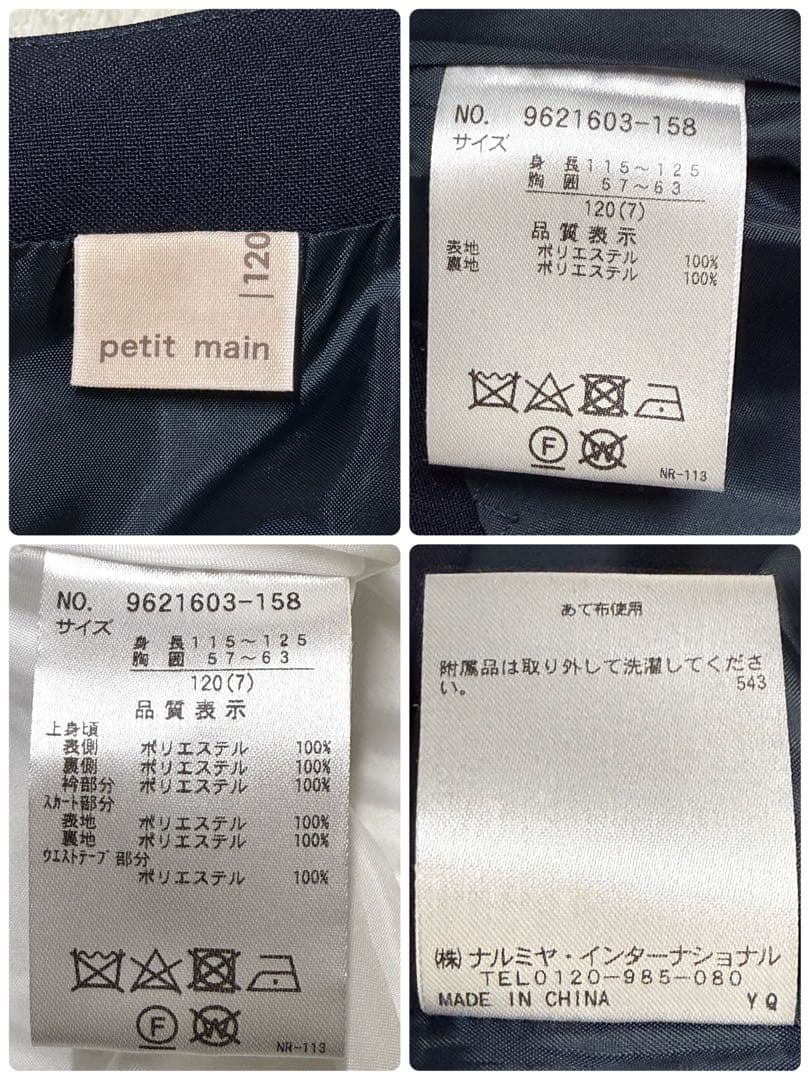 120
petit main
NO. 9621603-158
サイズ
身 長 115～125
胸 囲 57～63
120(7)
品質表示
表地 ポリエステル 100%
裏地 ポリエステル 100%
F W
NR-113
NO. 9621603-158
サイズ
身 長 115～125
胸 囲 57～63
120(7)
品質表示
上身頃
表側 ポリエステル 100%
裏側 ポリエステル 100%
衿部分 ポリエステル 100%
スカート部分
表地 ポリエステル 100%
裏地 ポリエステル 100%
ウエストテープ部分
ポリエステル 100%
F W
NR-113
あて布使用
附属品は取り外して洗濯してくださ
い。 543
(株)ナルミヤ・インターナショナル
TEL0120-985-080
MADE IN CHINA YQ